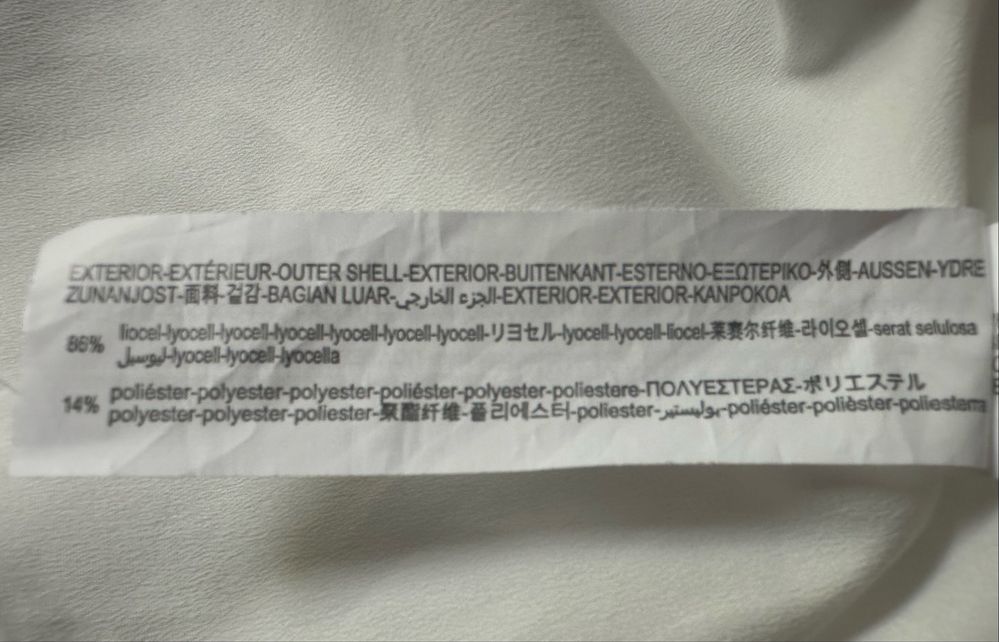 EXTERIOR-EXTÉRIEUR-OUTER SHELL-EXTERIOR-BUITENKANT-ESTERNO-ΕΞΩΤΕΡΙΚΟ-外側-AUSSEN-YDRE
ZUNANJOST-面料-겉감-BAGIAN LUAR-الجزء الخارجي-EXTERIOR-EXTERIOR-KANPOKOA
86% liocel-lyocell-lyocell-lyocell-lyocell-lyocell-lyocell-リヨセル-lyocell-lyocell-liocel-莱赛尔纤维-라이오셀-serat selulosa
ليوسيل-lyocell-lyocell-lyocella
14% poliéster-polyester-polyester-poliéster-polyester-poliestere-ΠΟΛΥΕΣΤΕΡΑΣ-ポリエステル
polyester-polyester-poliester-聚酯纤维-폴리에스터-poliester-بوليستير-poliéster-polièster-poliesterra